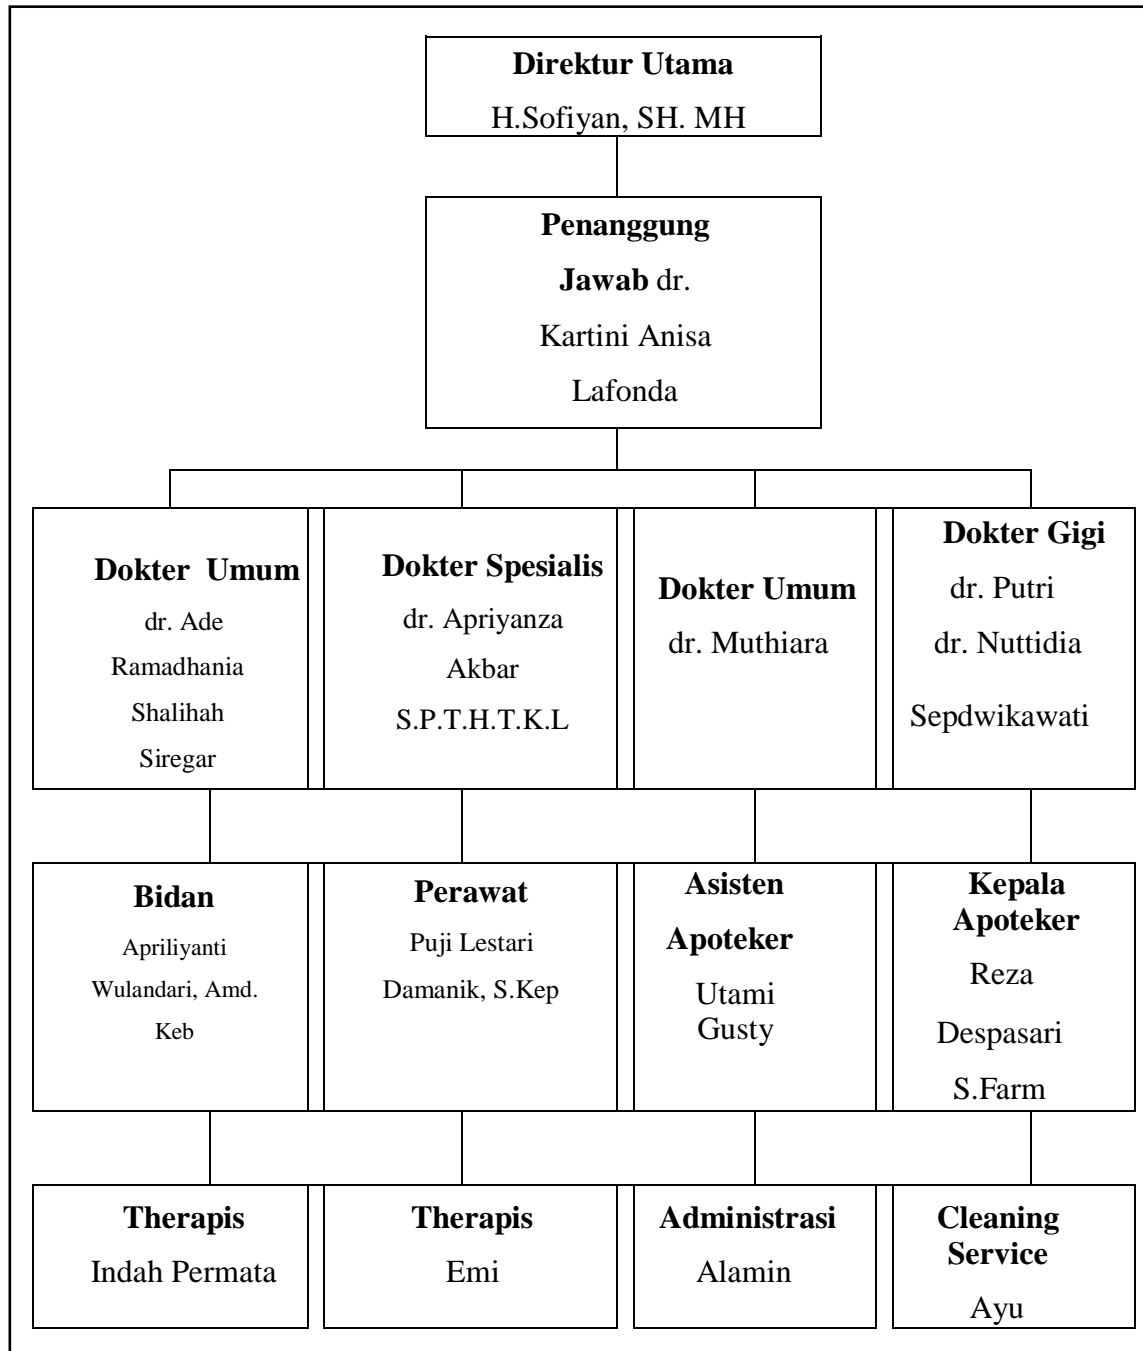 Direktur Utama
H.Sofiyan, SH. MH
Penanggung
Jawab dr.
Kartini Anisa
Lafonda
Dokter Umum
dr. Ade
Ramadhania
Shalihah
Siregar
Dokter Spesialis
dr. Apriyanza
Akbar
S.P.T.H.T.K.L
Dokter Umum
dr. Muthiara
Dokter Gigi
dr. Putri
dr. Nuttidia
Sepdwikawati
Bidan
Apriliyanti
Wulandari, Amd.
Keb
Perawat
Puji Lestari
Damanik, S.Kep
Asisten
Apoteker
Utami
Gusty
Kepala
Apoteker
Reza
Despasari
S.Farm
Therapis
Indah Permata
Therapis
Emi
Administrasi
Alamin
Cleaning
Service
Ayu